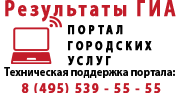 Результаты ГИА
ПОРТАЛ
ГОРОДСКИХ
УСЛУГ
Техническая поддержка портала:
8 (495) 539 - 55 - 55